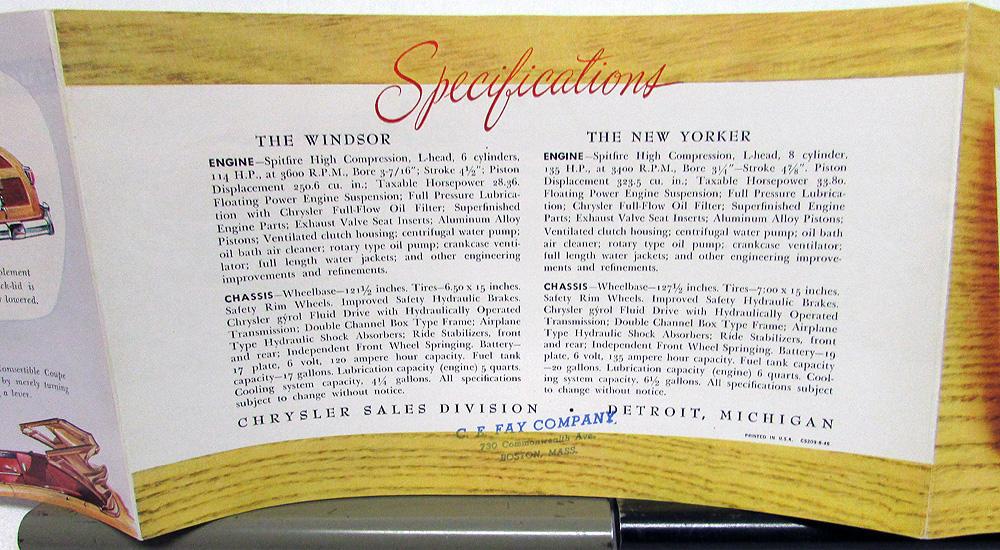 plement
ck-lid is
lowered.
Convertible Coupe
by merely turning
a lever.
Specifications
THE WINDSOR
ENGINE—Spitfire High Compression, L-head, 6 cylinders,
114 H.P., at 3600 R.P.M., Bore 3-7/16"; Stroke 4½"; Piston
Displacement 250.6 cu. in.; Taxable Horsepower 28.36.
Floating Power Engine Suspension; Full Pressure Lubrica-
tion with Chrysler Full-Flow Oil Filter; Superfinished
Engine Parts; Exhaust Valve Seat Inserts; Aluminum Alloy
Pistons; Ventilated clutch housing; centrifugal water pump;
oil bath air cleaner; rotary type oil pump; crankcase venti-
lator; full length water jackets; and other engineering
improvements and refinements.
CHASSIS—Wheelbase—121½ inches. Tires—6.50 x 15 inches.
Safety Rim Wheels. Improved Safety Hydraulic Brakes.
Chrysler gýrol Fluid Drive with Hydraulically Operated
Transmission; Double Channel Box Type Frame; Airplane
Type Hydraulic Shock Absorbers; Ride Stabilizers, front
and rear; Independent Front Wheel Springing. Battery—
17 plate, 6 volt, 120 ampere hour capacity. Fuel tank
capacity—17 gallons. Lubrication capacity (engine) 5 quarts.
Cooling system capacity, 4¼ gallons. All specifications
subject to change without notice.
THE NEW YORKER
ENGINE—Spitfire High Compression, L-head, 8 cylinder,
135 H.P., at 3400 R.P.M., Bore 3¼"—Stroke 4⅞". Piston
Displacement 323.5 cu. in.; Taxable Horsepower 33.80.
Floating Power Engine Suspension; Full Pressure Lubrica-
tion; Chrysler Full-Flow Oil Filter; Superfinished Engine
Parts; Exhaust Valve Seat Inserts; Aluminum Alloy Pistons;
Ventilated clutch housing; centrifugal water pump; oil bath
air cleaner; rotary type oil pump; crankcase ventilator;
full length water jackets; and other engineering improve-
ments and refinements.
CHASSIS—Wheelbase—127½ inches. Tires—7:00 x 15 inches.
Safety Rim Wheels. Improved Safety Hydraulic Brakes.
Chrysler gýrol Fluid Drive with Hydraulically Operated
Transmission; Double Channel Box Type Frame; Airplane
Type Hydraulic Shock Absorbers; Ride Stabilizers, front
and rear; Independent Front Wheel Springing. Battery—19
plate, 6 volt, 135 ampere hour capacity. Fuel tank capacity
—20 gallons. Lubrication capacity (engine) 6 quarts. Cool-
ing system capacity, 6½ gallons. All specifications subject
to change without notice.
CHRYSLER SALES DIVISION • DETROIT, MICHIGAN
PRINTED IN U.S.A. CS209-8-46
C. E. FAY COMPANY,
730 Commonwealth Ave.
BOSTON, MASS.